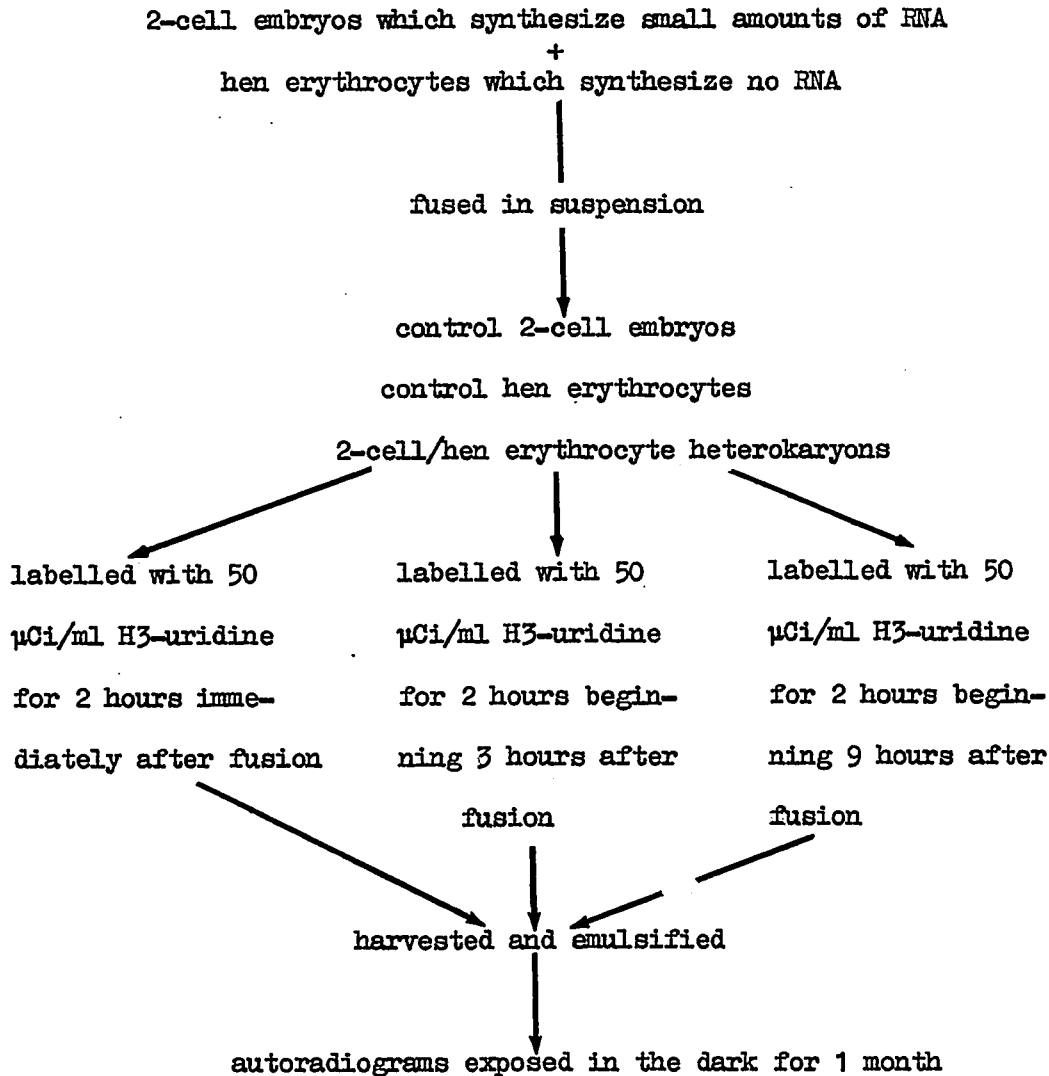 2-cell embryos which synthesize small amounts of RNA
+
hen erythrocytes which synthesize no RNA
fused in suspension
control 2-cell embryos
control hen erythrocytes
2-cell/hen erythrocyte heterokaryons
labelled with 50
µCi/ml H3-uridine
for 2 hours imme-
diately after fusion
labelled with 50
µCi/ml H3-uridine
for 2 hours begin-
ning 3 hours after
fusion
labelled with 50
µCi/ml H3-uridine
for 2 hours begin-
ning 9 hours after
fusion
harvested and emulsified
autoradiograms exposed in the dark for 1 month